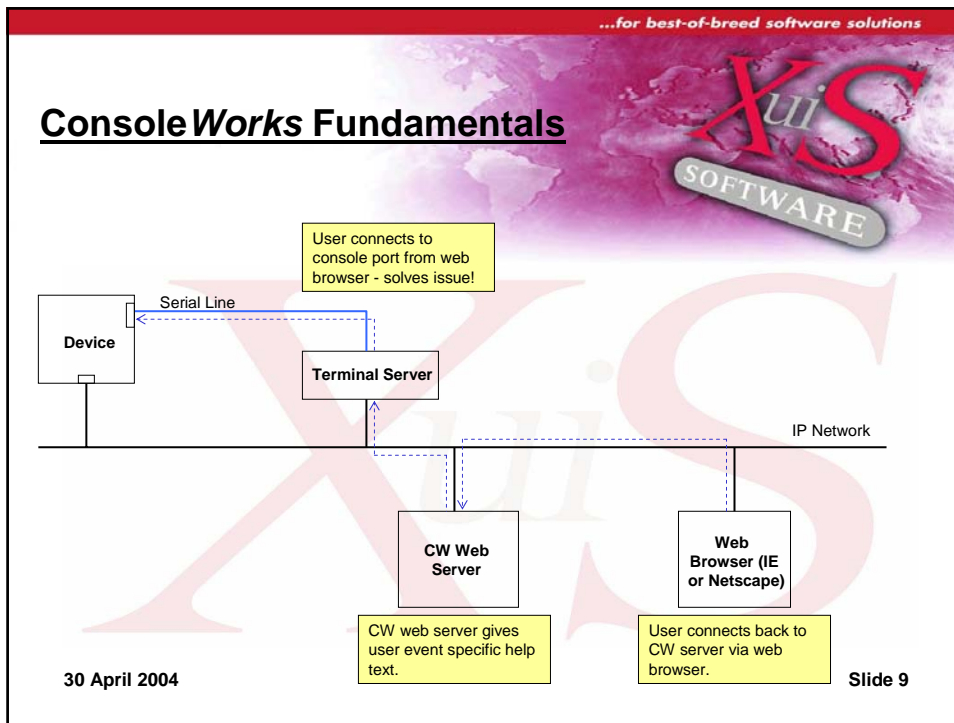 ...for best-of-breed software solutions
XuiS
SOFTWARE
ConsoleWorks Fundamentals
User connects to
console port from web
browser - solves issue!
Serial Line
Device
Terminal Server
IP Network
XuiS
CW Web
Server
Web
Browser (IE
or Netscape)
CW web server gives
user event specific help
text.
User connects back to
CW server via web
browser.
30 April 2004
Slide 9